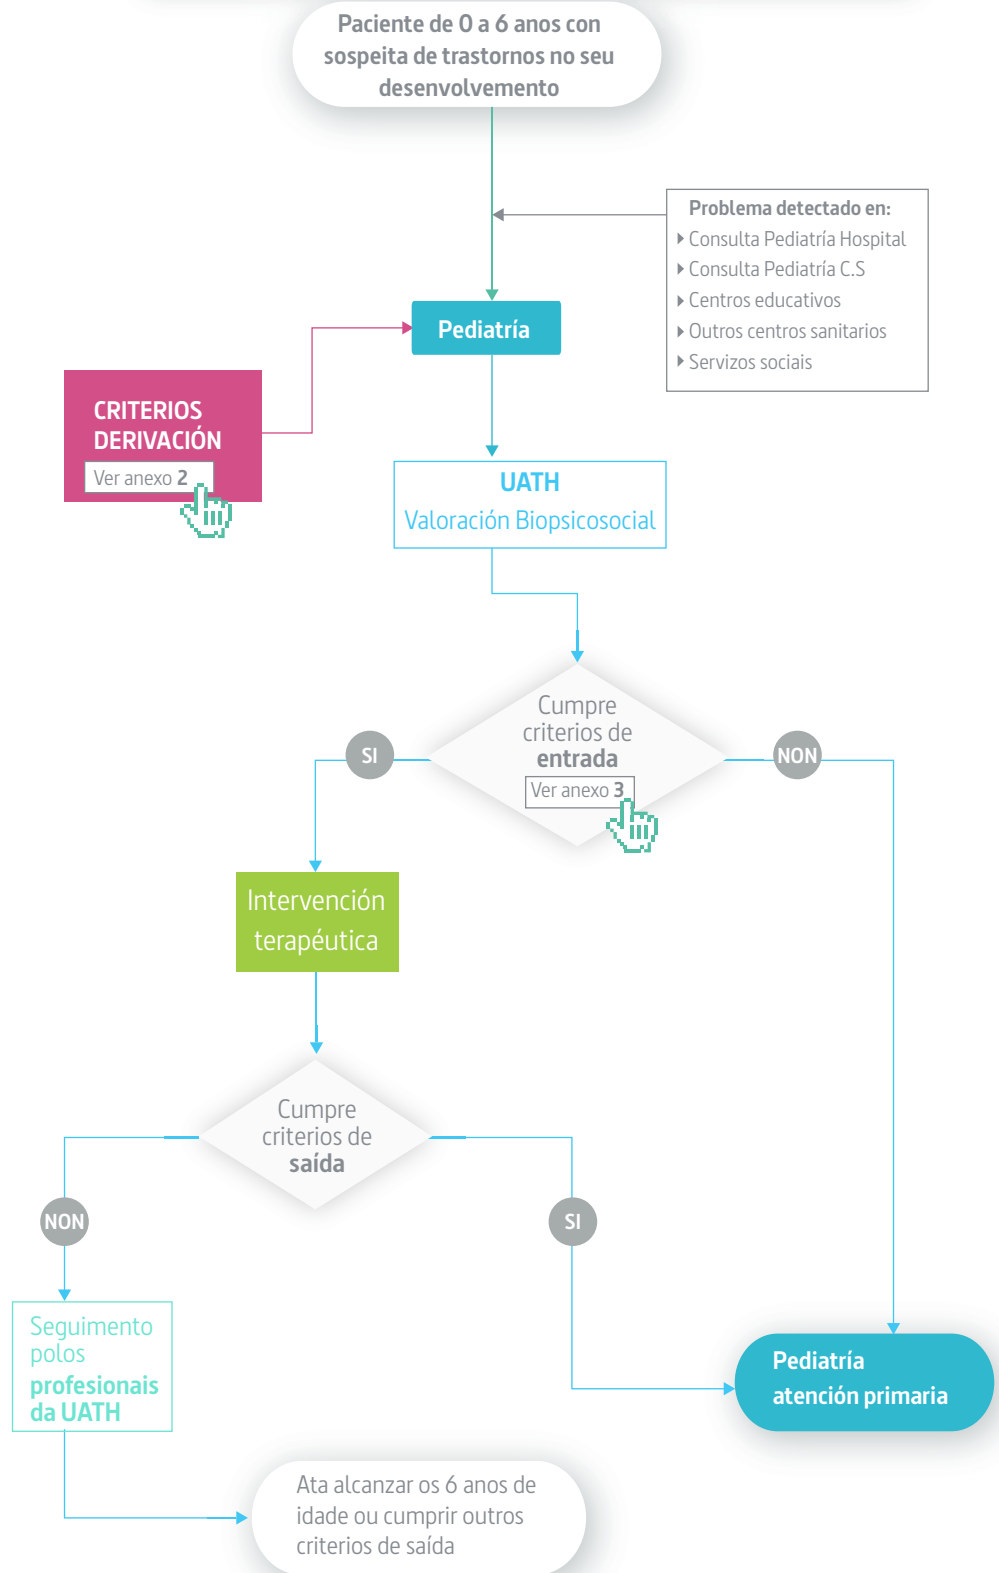 Paciente de 0 a 6 anos con
sospeita de trastornos no seu
desenvolvemento
Problema detectado en:
Consulta Pediatría Hospital
Consulta Pediatría C.S
Centros educativos
Outros centros sanitarios
Servizos sociais
Pediatría
CRITERIOS
DERIVACIÓN
Ver anexo 2
UATH
Valoración Biopsicosocial
Cumpre
criterios de
entrada
Ver anexo 3
SI
NON
Intervención
terapéutica
Cumpre
criterios de
saída
NON
SI
Seguimento
polos
profesionais
da UATH
Pediatría
atención primaria
Ata alcanzar os 6 anos de
idade ou cumprir outros
criterios de saída